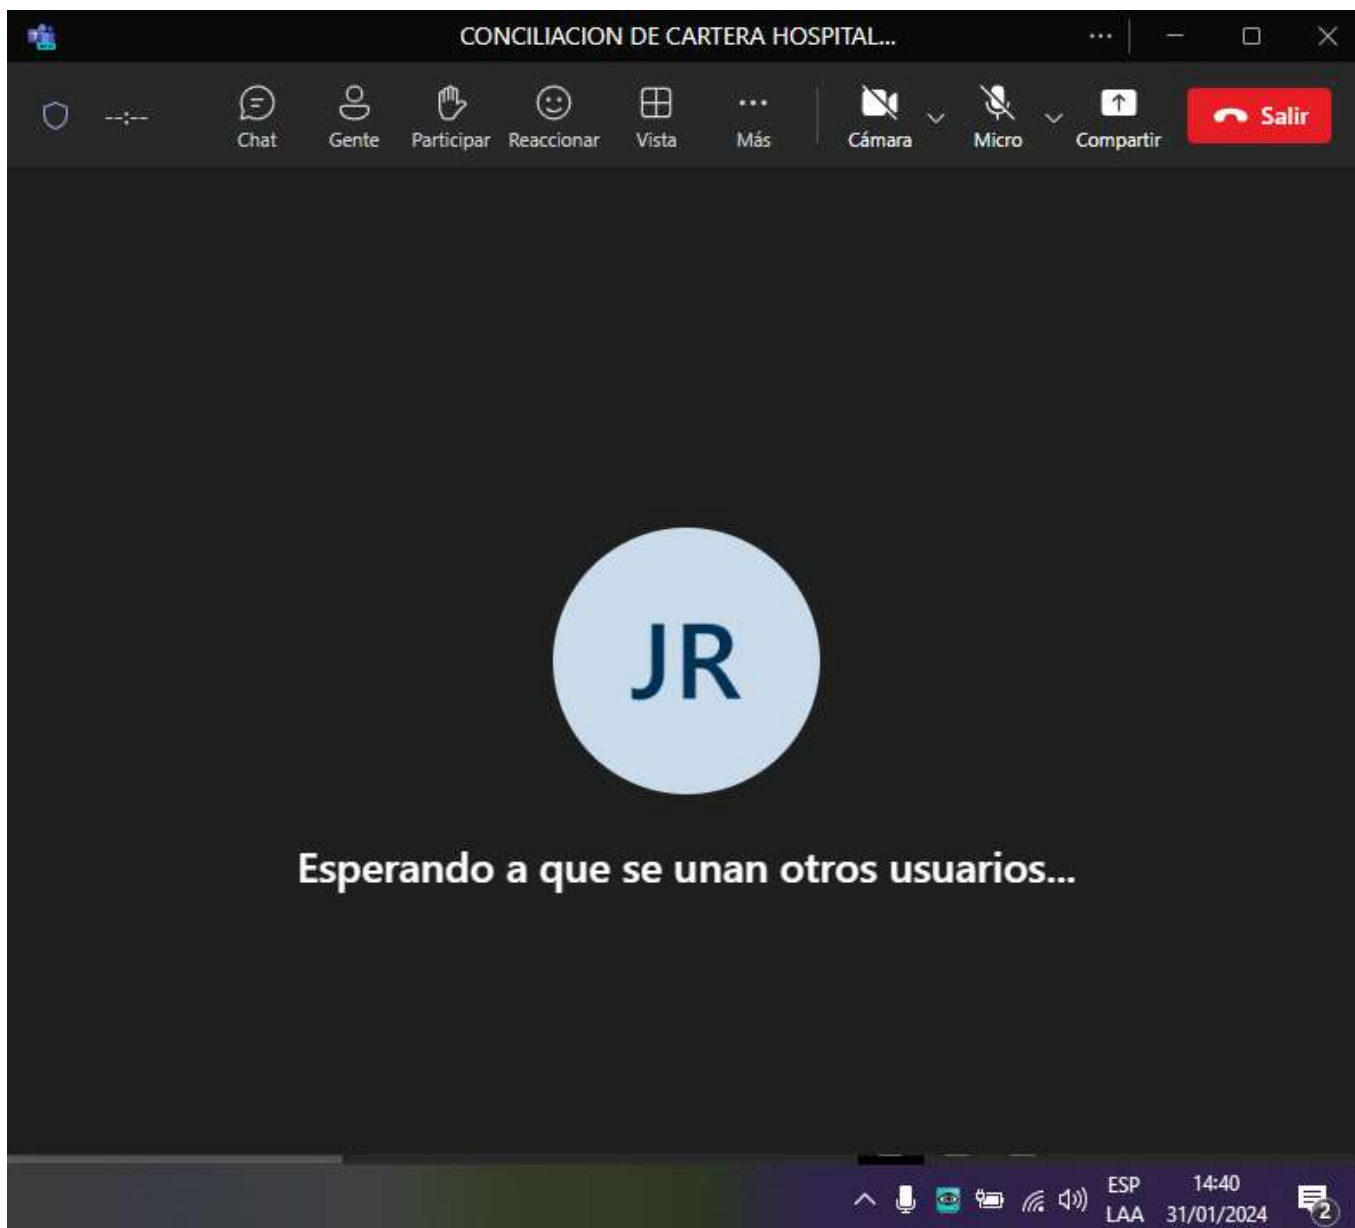 CONCILIACION DE CARTERA HOSPITAL...
--:--
Chat
Gente
Participar
Reaccionar
Vista
Más
Cámara
Micro
Compartir
Salir
JR
Esperando a que se unan otros usuarios...
ESP
LAA
14:40
31/01/2024
2